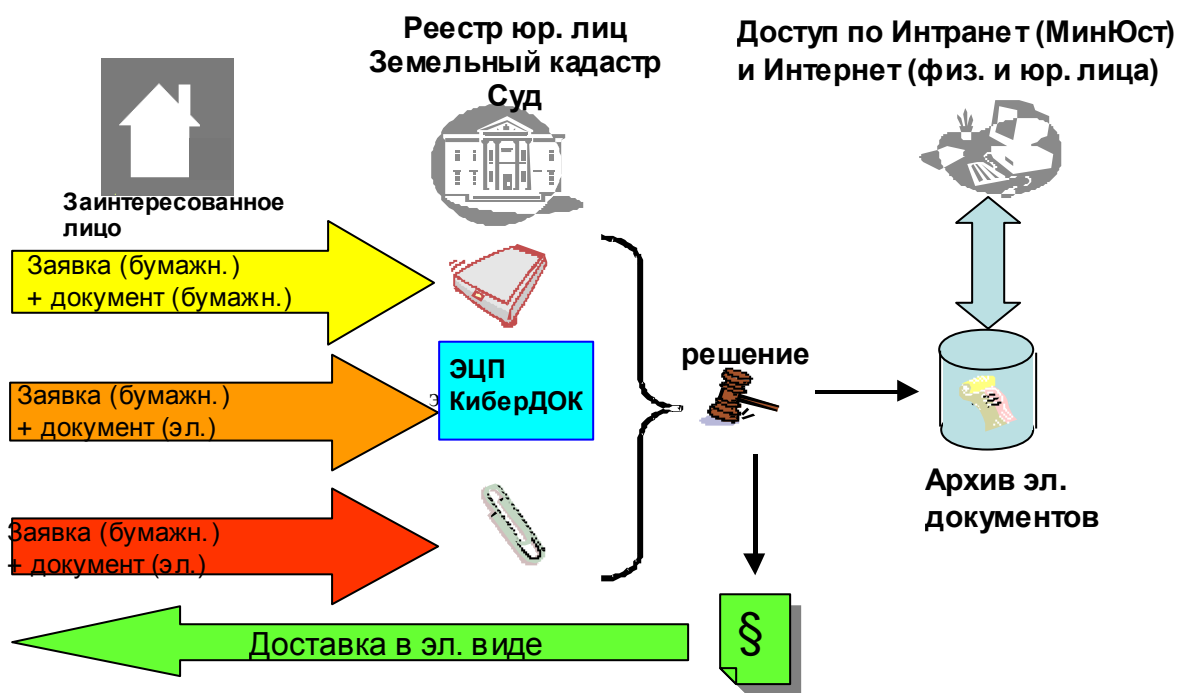 Реестр юр. лиц
Земельный кадастр
Суд
Доступ по Интранет (МинЮст)
и Интернет (физ. и юр. лица)
Заинтересованное
лицо
Заявка (бумажн.)
+ документ (бумажн.)
Заявка (бумажн.)
+ документ (эл.)
Э
ЭЦП
КиберДОК
решение
Заявка (бумажн.)
+ документ (эл.)
Архив эл.
документов
Доставка в эл. виде
§